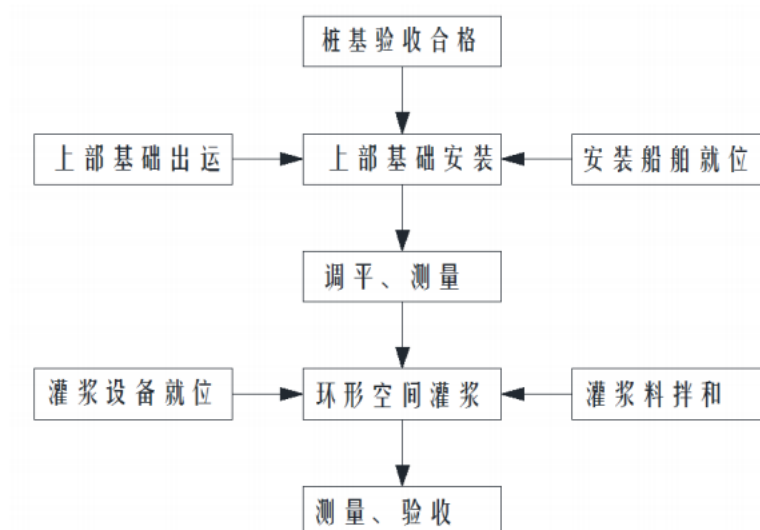 桩基验收合格
上部基础出运
上部基础安装
安装船舶就位
调平、测量
灌浆设备就位
环形空间灌浆
灌浆料拌和
测量、验收